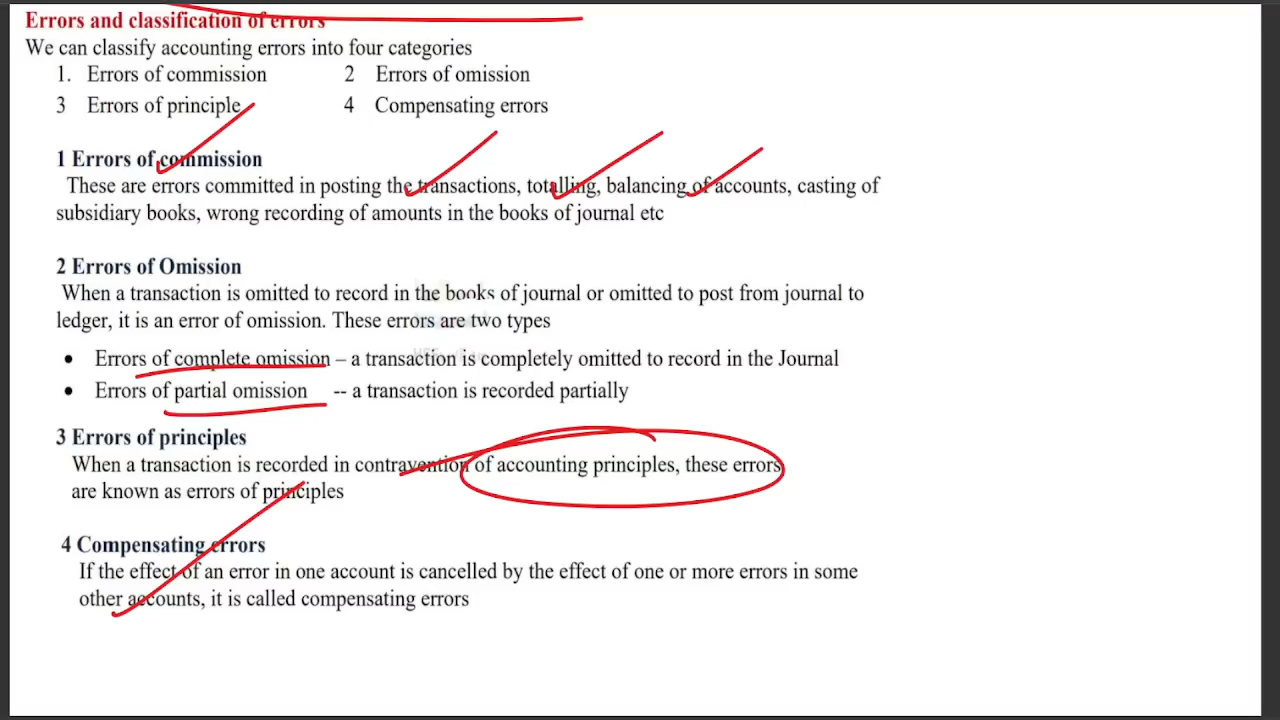 Errors and classification of errors
We can classify accounting errors into four categories
1. Errors of commission 2 Errors of omission
3 Errors of principle 4 Compensating errors
1 Errors of commission
These are errors committed in posting the transactions, totalling, balancing of accounts, casting of
subsidiary books, wrong recording of amounts in the books of journal etc
2 Errors of Omission
When a transaction is omitted to record in the books of journal or omitted to post from journal to
ledger, it is an error of omission. These errors are two types
• Errors of complete omission – a transaction is completely omitted to record in the Journal
• Errors of partial omission -- a transaction is recorded partially
3 Errors of principles
When a transaction is recorded in contravention of accounting principles, these errors
are known as errors of principles
4 Compensating errors
If the effect of an error in one account is cancelled by the effect of one or more errors in some
other accounts, it is called compensating errors